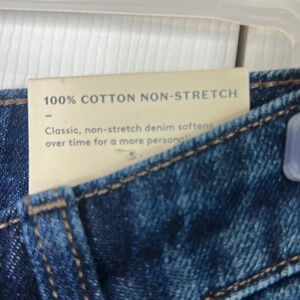 100% COTTON NON-STRETCH
–
Classic, non-stretch denim softens
over time for a more